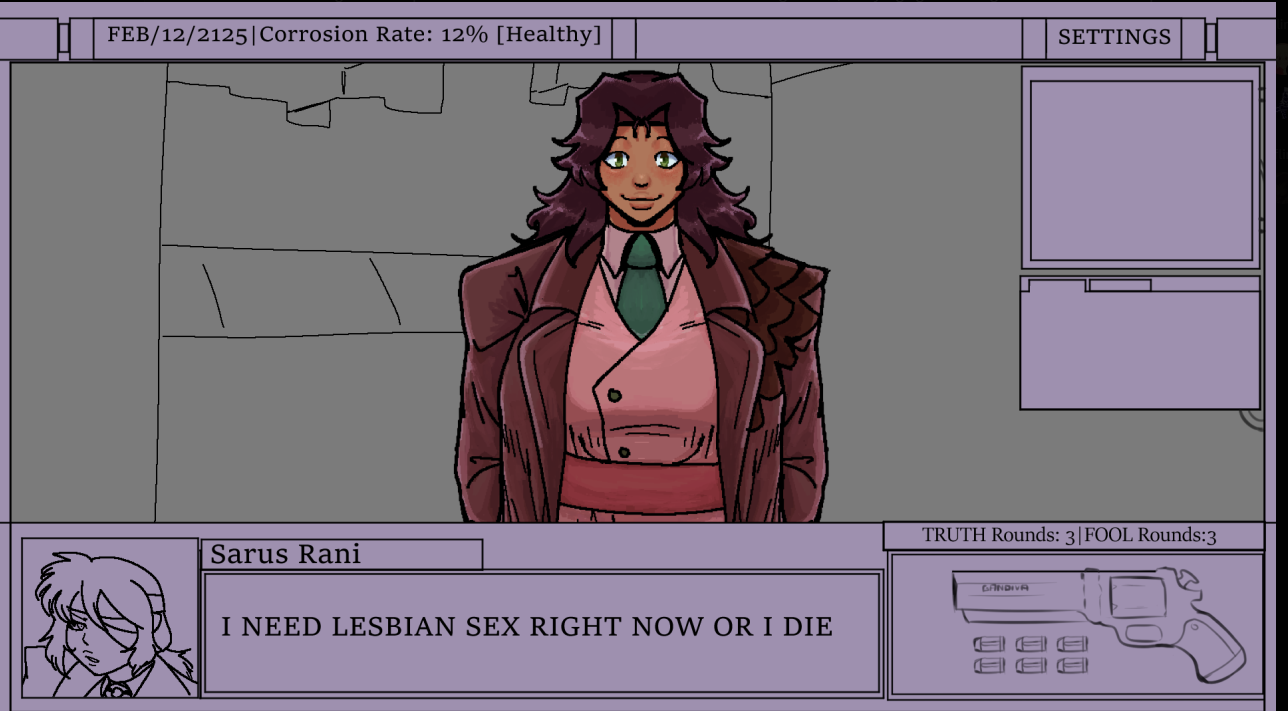 FEB/12/2125|Corrosion Rate: 12% [Healthy]
SETTINGS
Sarus Rani
I NEED LESBIAN SEX RIGHT NOW OR I DIE
TRUTH Rounds: 3|FOOL Rounds:3
GANDIVA